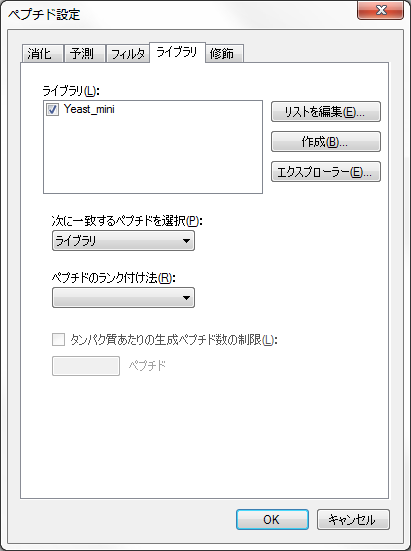 ペプチド設定
消化 予測 フィルタ ライブラリ 修飾
ライブラリ(L):
Yeast_mini
リストを編集(E)...
作成(B)...
エクスプローラー(E)...
次に一致するペプチドを選択(P):
ライブラリ
ペプチドのランク付け法(R):
タンパク質あたりの生成ペプチド数の制限(L):
ペプチド
OK キャンセル